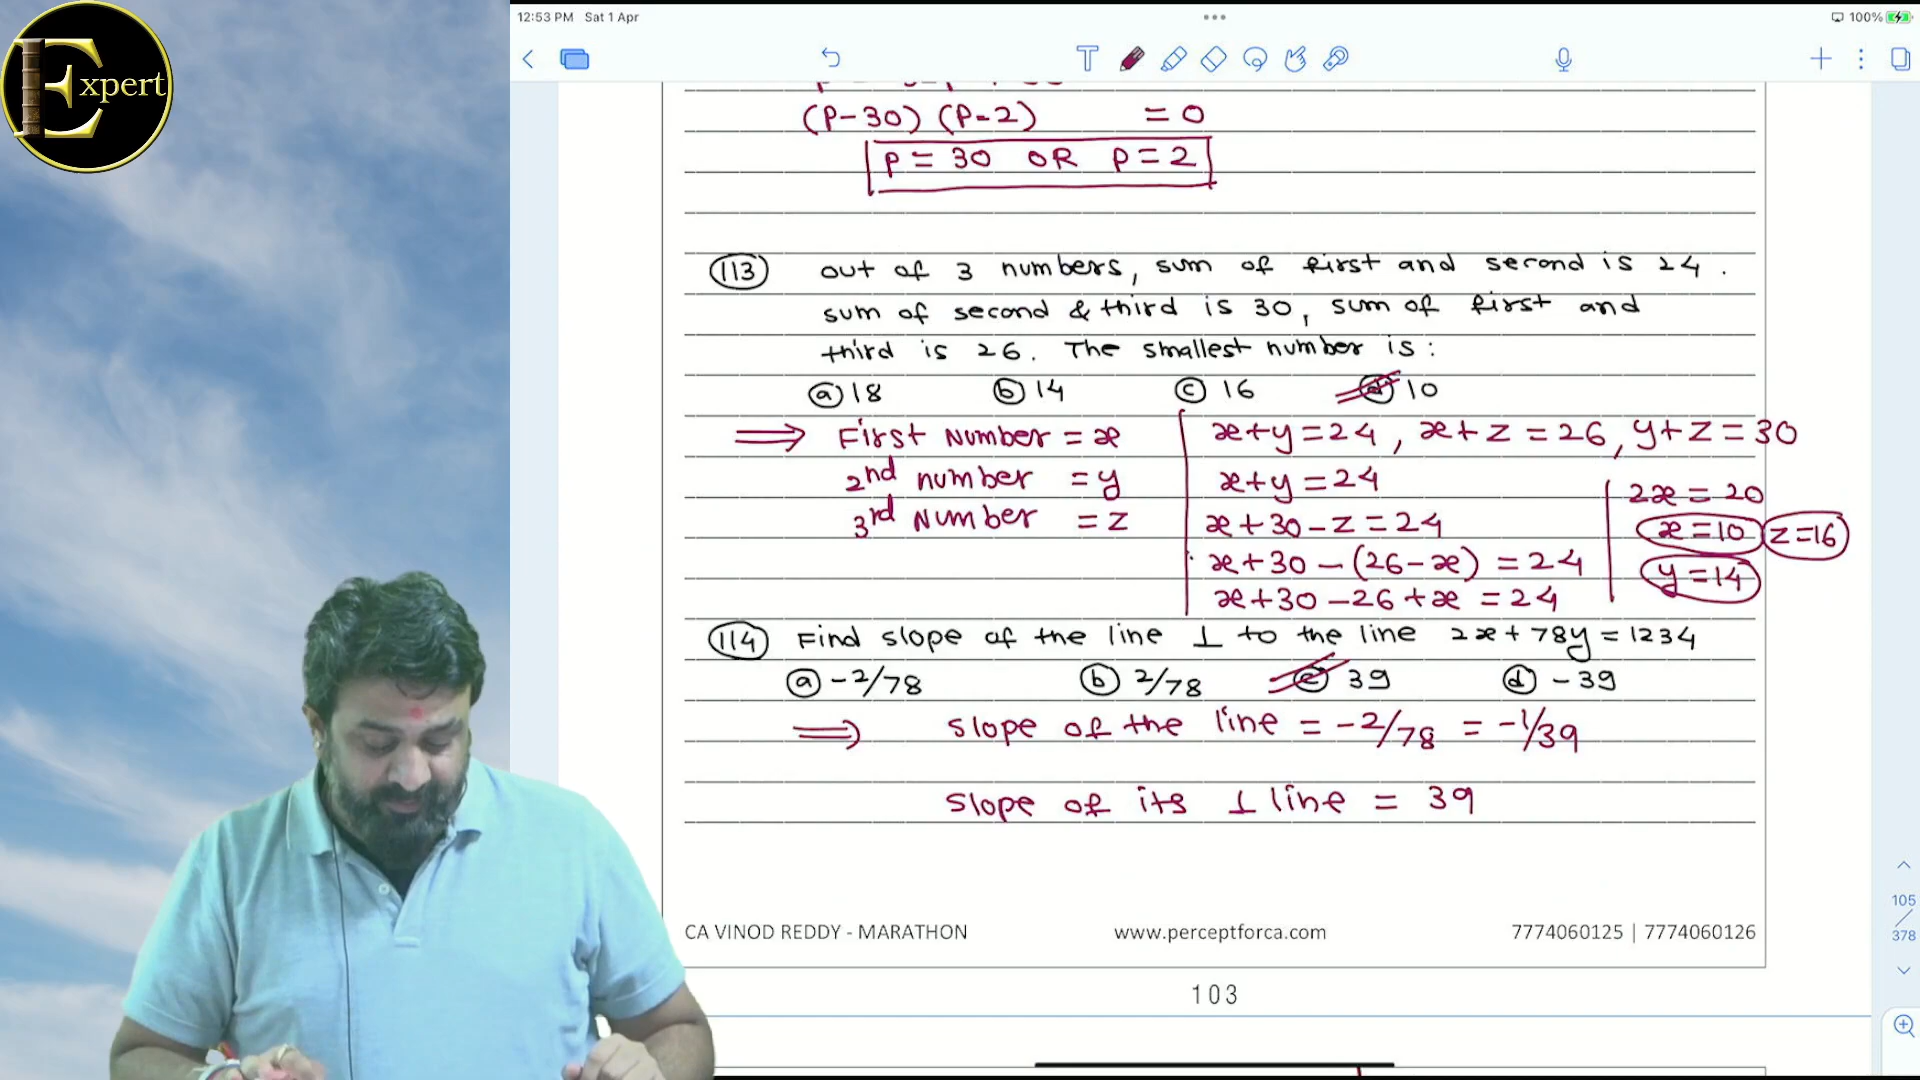 Expert
12:53 PM Sat 1 Apr
100%
(P-30) (P-2) = 0
P = 30 OR P = 2
113 out of 3 numbers, sum of first and second is 24.
sum of second & third is 30, sum of first and
third is 26. The smallest number is:
a 18 b 14 c 16 d 10
⟹ First Number = x
2nd number = y
3rd Number = z
x+y=24, x+z=26, y+z=30
x+y=24
x+30-z=24
x+30-(26-x) = 24
x+30-26+x = 24
2x = 20
x=10 z=16
y=14
114 Find slope of the line ⊥ to the line 2x+78y=1234
a -2/78 b 2/78 c 39 d -39
⟹ Slope of the line = -2/78 = -1/39
Slope of its ⊥ line = 39
CA VINOD REDDY - MARATHON www.perceptforca.com 7774060125 | 7774060126
103
105
378